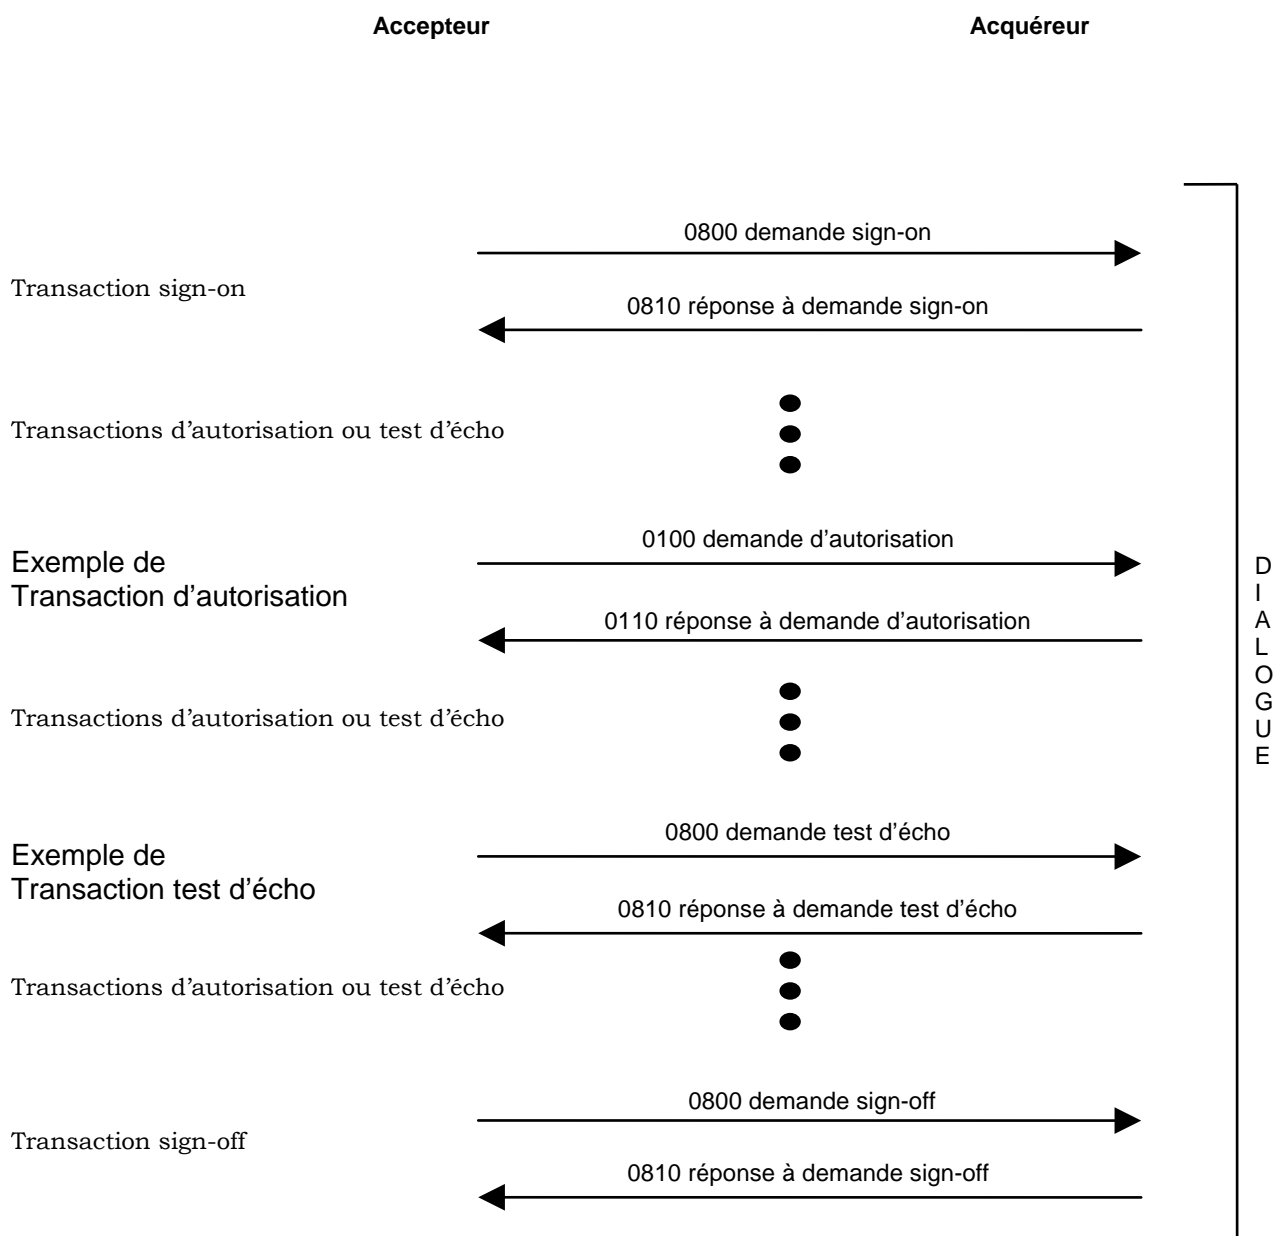 Accepteur
Acquéreur
0800 demande sign-on
Transaction sign-on
0810 réponse à demande sign-on
Transactions d’autorisation ou test d’écho
0100 demande d’autorisation
Exemple de
Transaction d’autorisation
0110 réponse à demande d’autorisation
Transactions d’autorisation ou test d’écho
0800 demande test d’écho
Exemple de
Transaction test d’écho
0810 réponse à demande test d’écho
Transactions d’autorisation ou test d’écho
0800 demande sign-off
Transaction sign-off
0810 réponse à demande sign-off
D
I
A
L
O
G
U
E